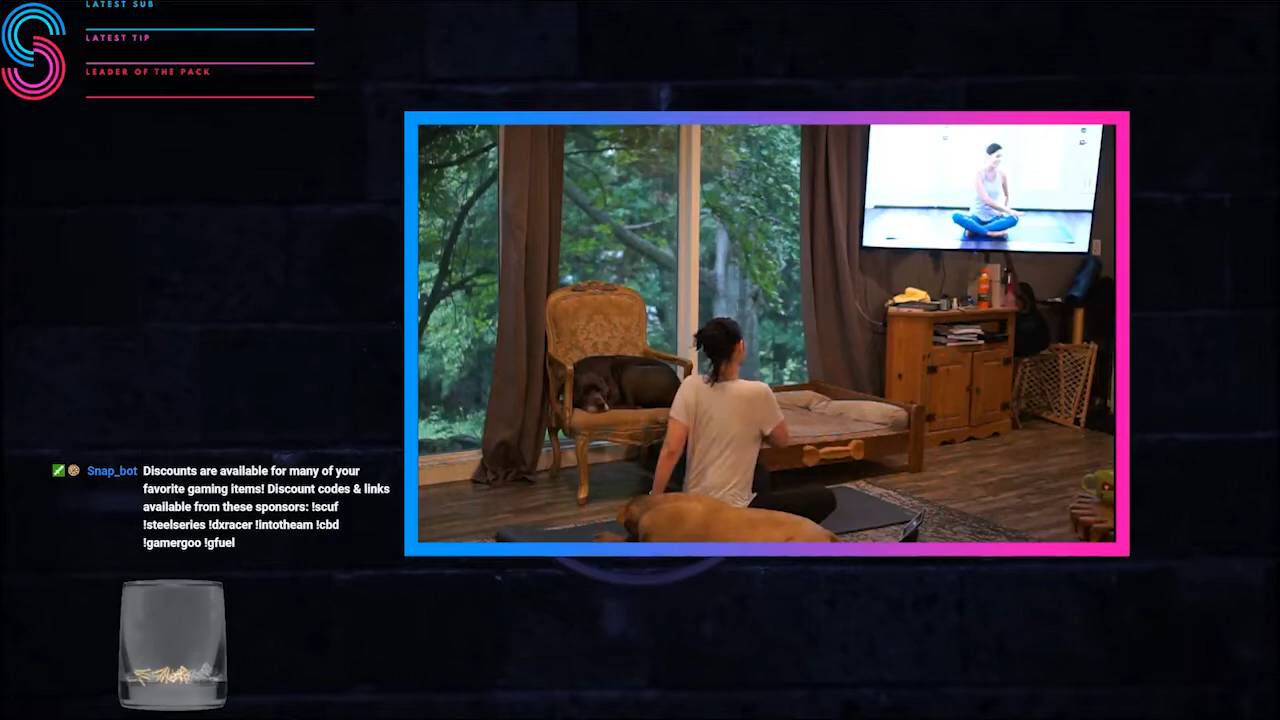 LATEST SUB
LATEST TIP
LEADER OF THE PACK
Snap_bot Discounts are available for many of your
favorite gaming items! Discount codes & links
available from these sponsors: !scuf
!steelseries !dxracer !intotheam !cbd
!gamergoo !gfuel